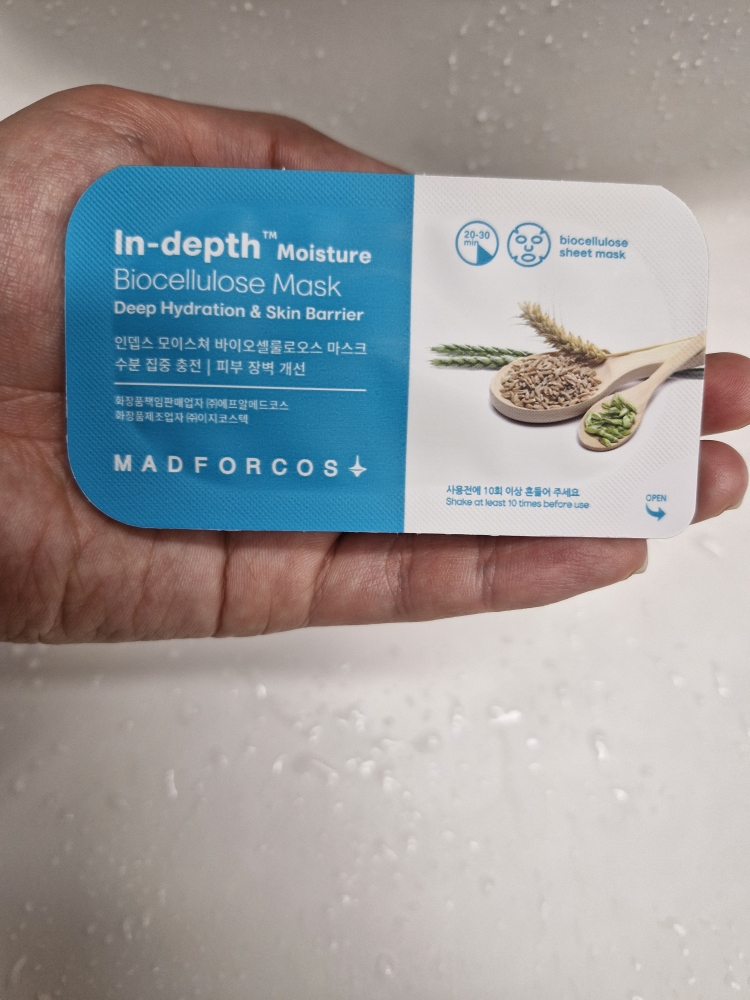 In-depth™ Moisture
Biocellulose Mask
Deep Hydration & Skin Barrier
인뎁스 모이스쳐 바이오셀룰로오스 마스크
수분 집중 충전 | 피부 장벽 개선
화장품책임판매업자 ㈜에프알메드코스
화장품제조업자 ㈜이지코스텍
MADFORCOS
20-30
min
biocellulose
sheet mask
사용전에 10회 이상 흔들어 주세요
Shake at least 10 times before use
OPEN